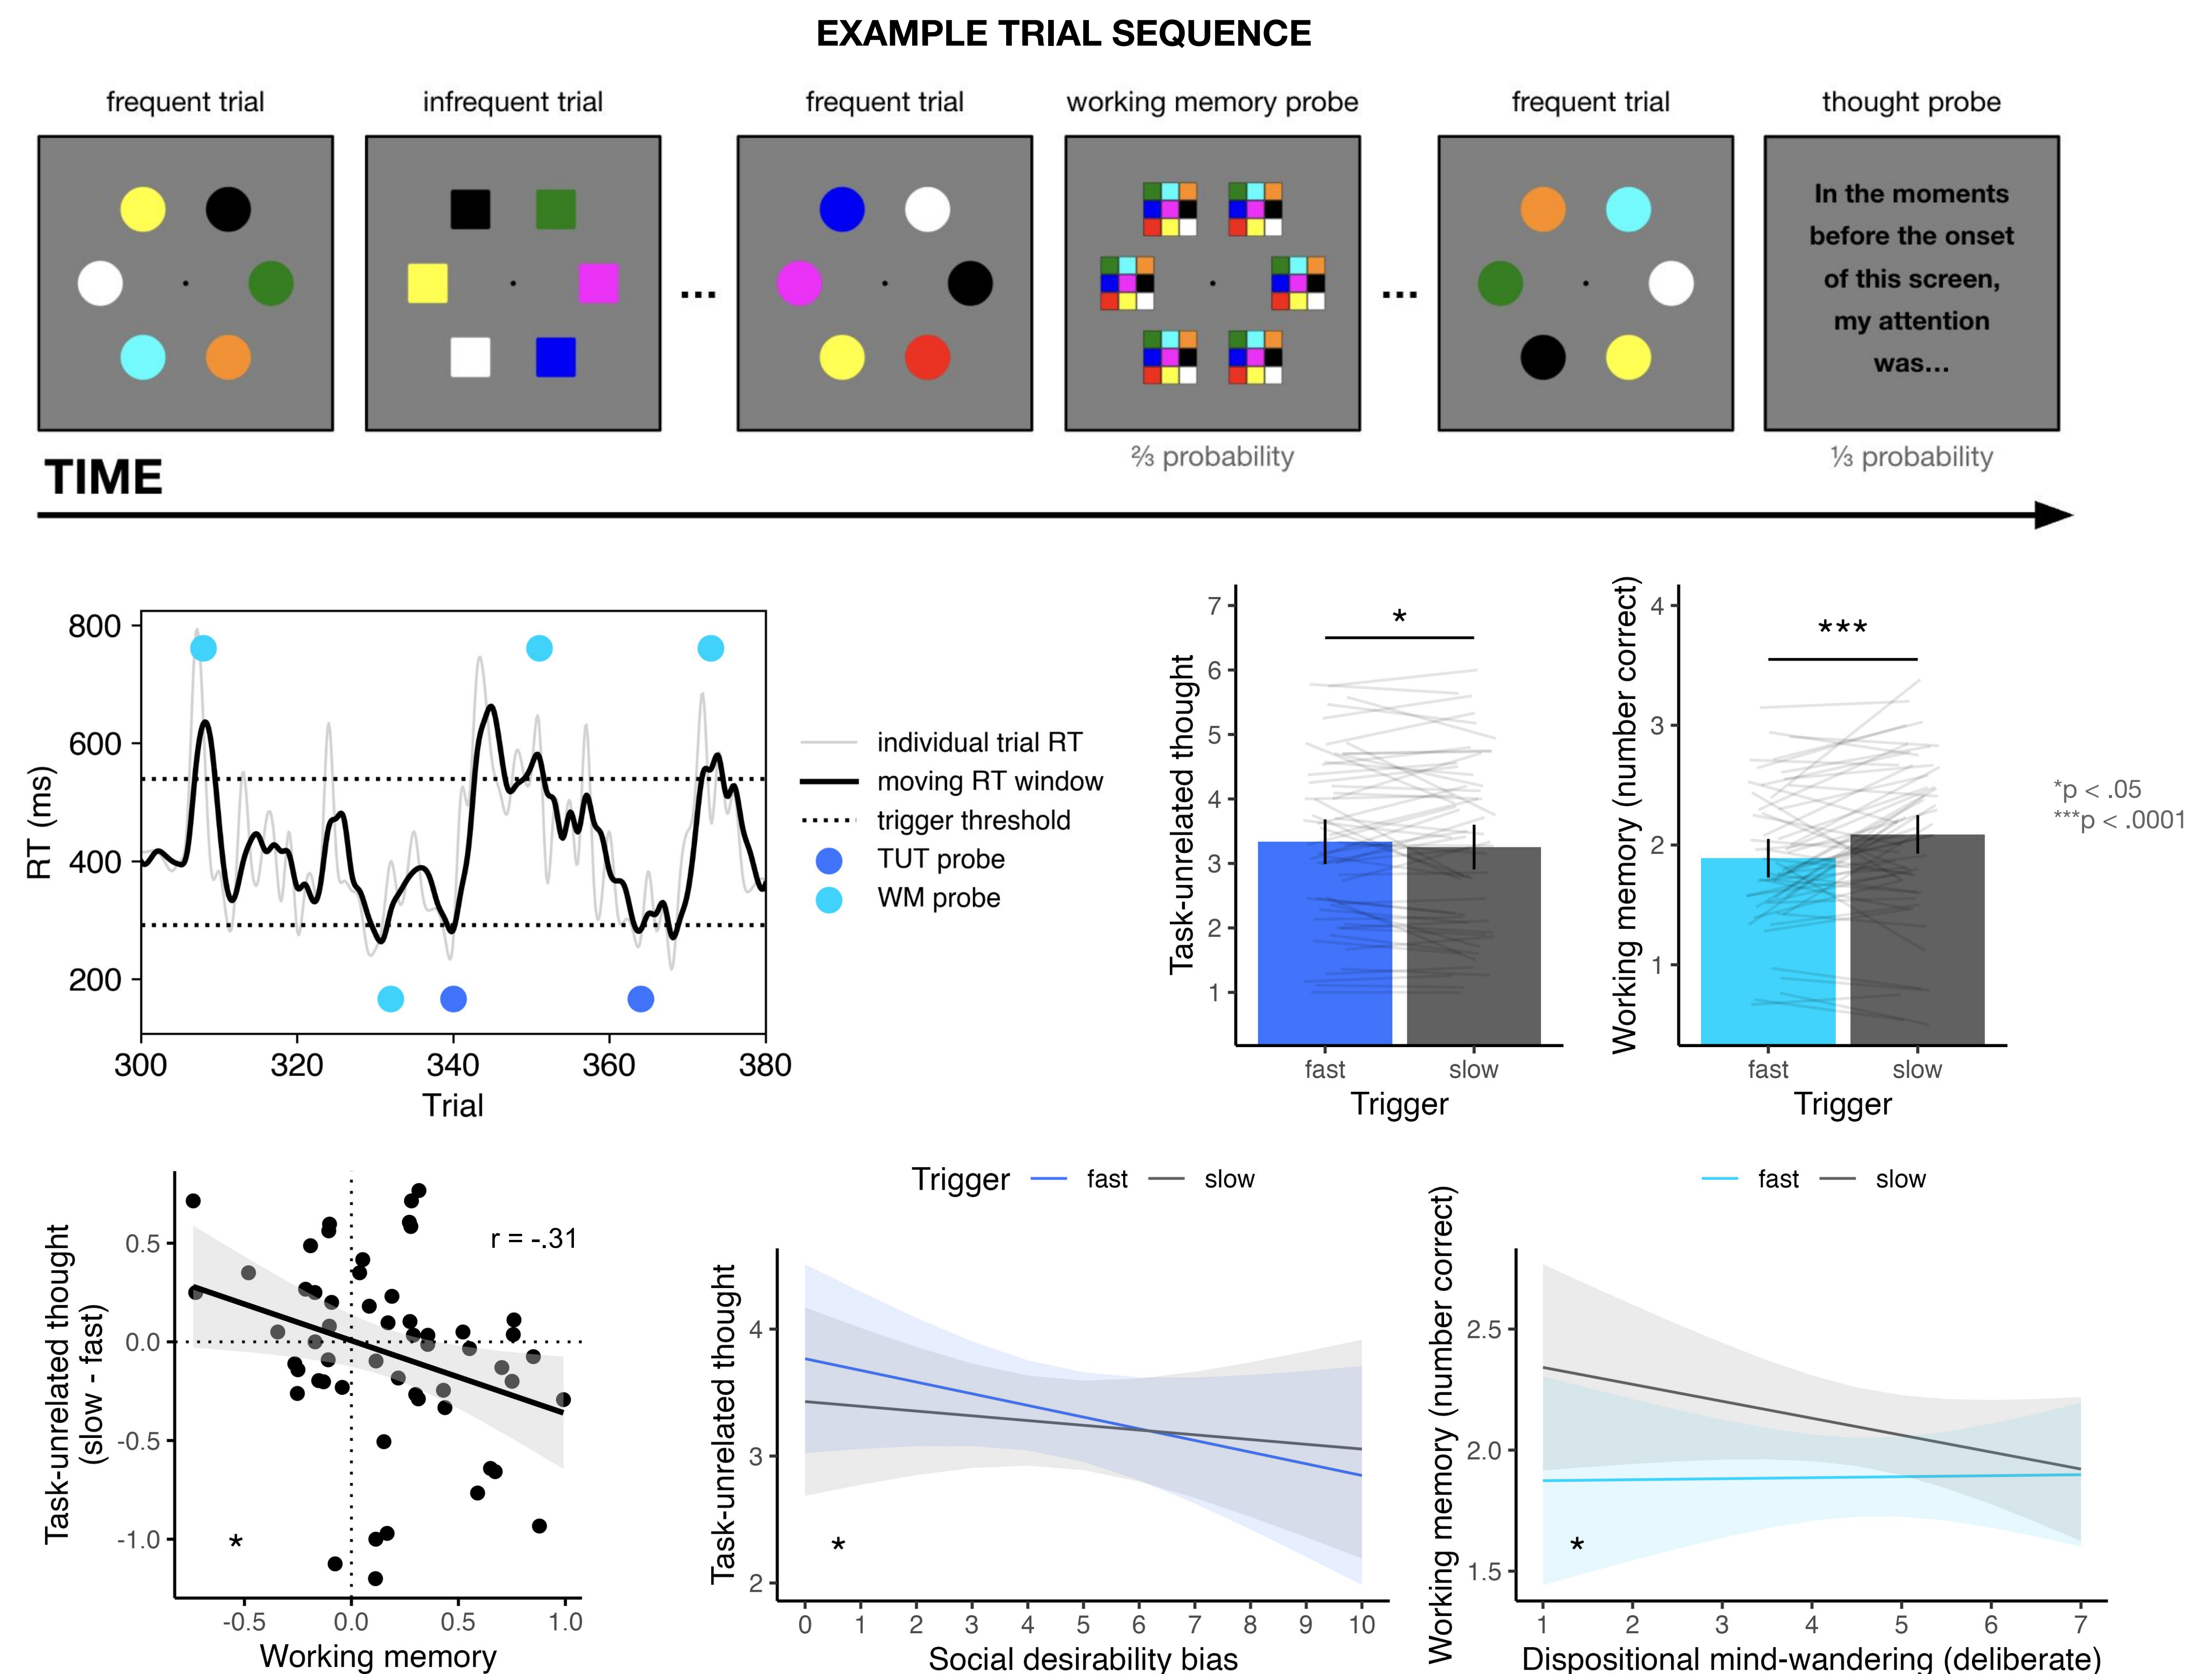 EXAMPLE TRIAL SEQUENCE
frequent trial
infrequent trial
frequent trial
working memory probe
frequent trial
thought probe
...
...
In the moments
before the onset
of this screen,
my attention
was...
⅔ probability
⅓ probability
TIME
RT (ms)
800
600
400
200
300
320
340
360
380
Trial
individual trial RT
moving RT window
trigger threshold
TUT probe
WM probe
Task-unrelated thought
7
6
5
4
3
2
1
*
fast
slow
Trigger
Working memory (number correct)
4
3
2
1
***
fast
slow
Trigger
*p < .05
***p < .0001
Task-unrelated thought
(slow - fast)
0.5
0.0
-0.5
-1.0
r = -.31
*
-0.5
0.0
0.5
1.0
Working memory
Trigger
fast
slow
Task-unrelated thought
4
3
2
*
0
1
2
3
4
5
6
7
8
9
10
Social desirability bias
fast
slow
Working memory (number correct)
2.5
2.0
1.5
*
1
2
3
4
5
6
7
Dispositional mind-wandering (deliberate)